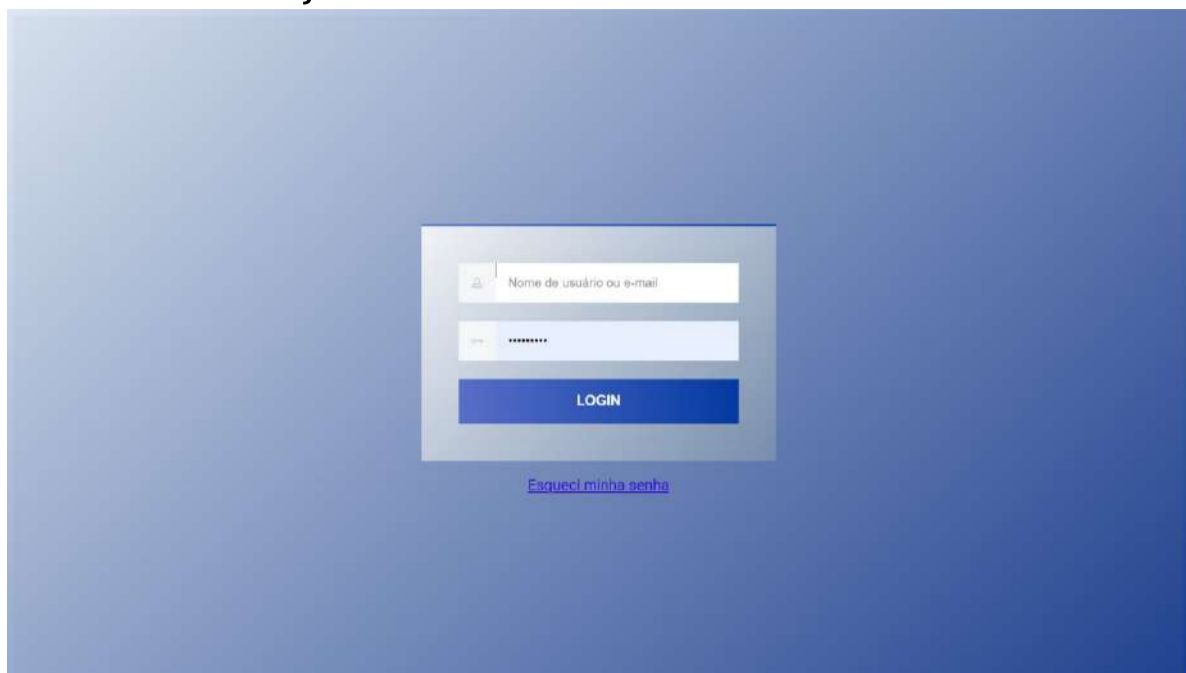 Nome de usuário ou e-mail
•••••••••
LOGIN
Esqueci minha senha